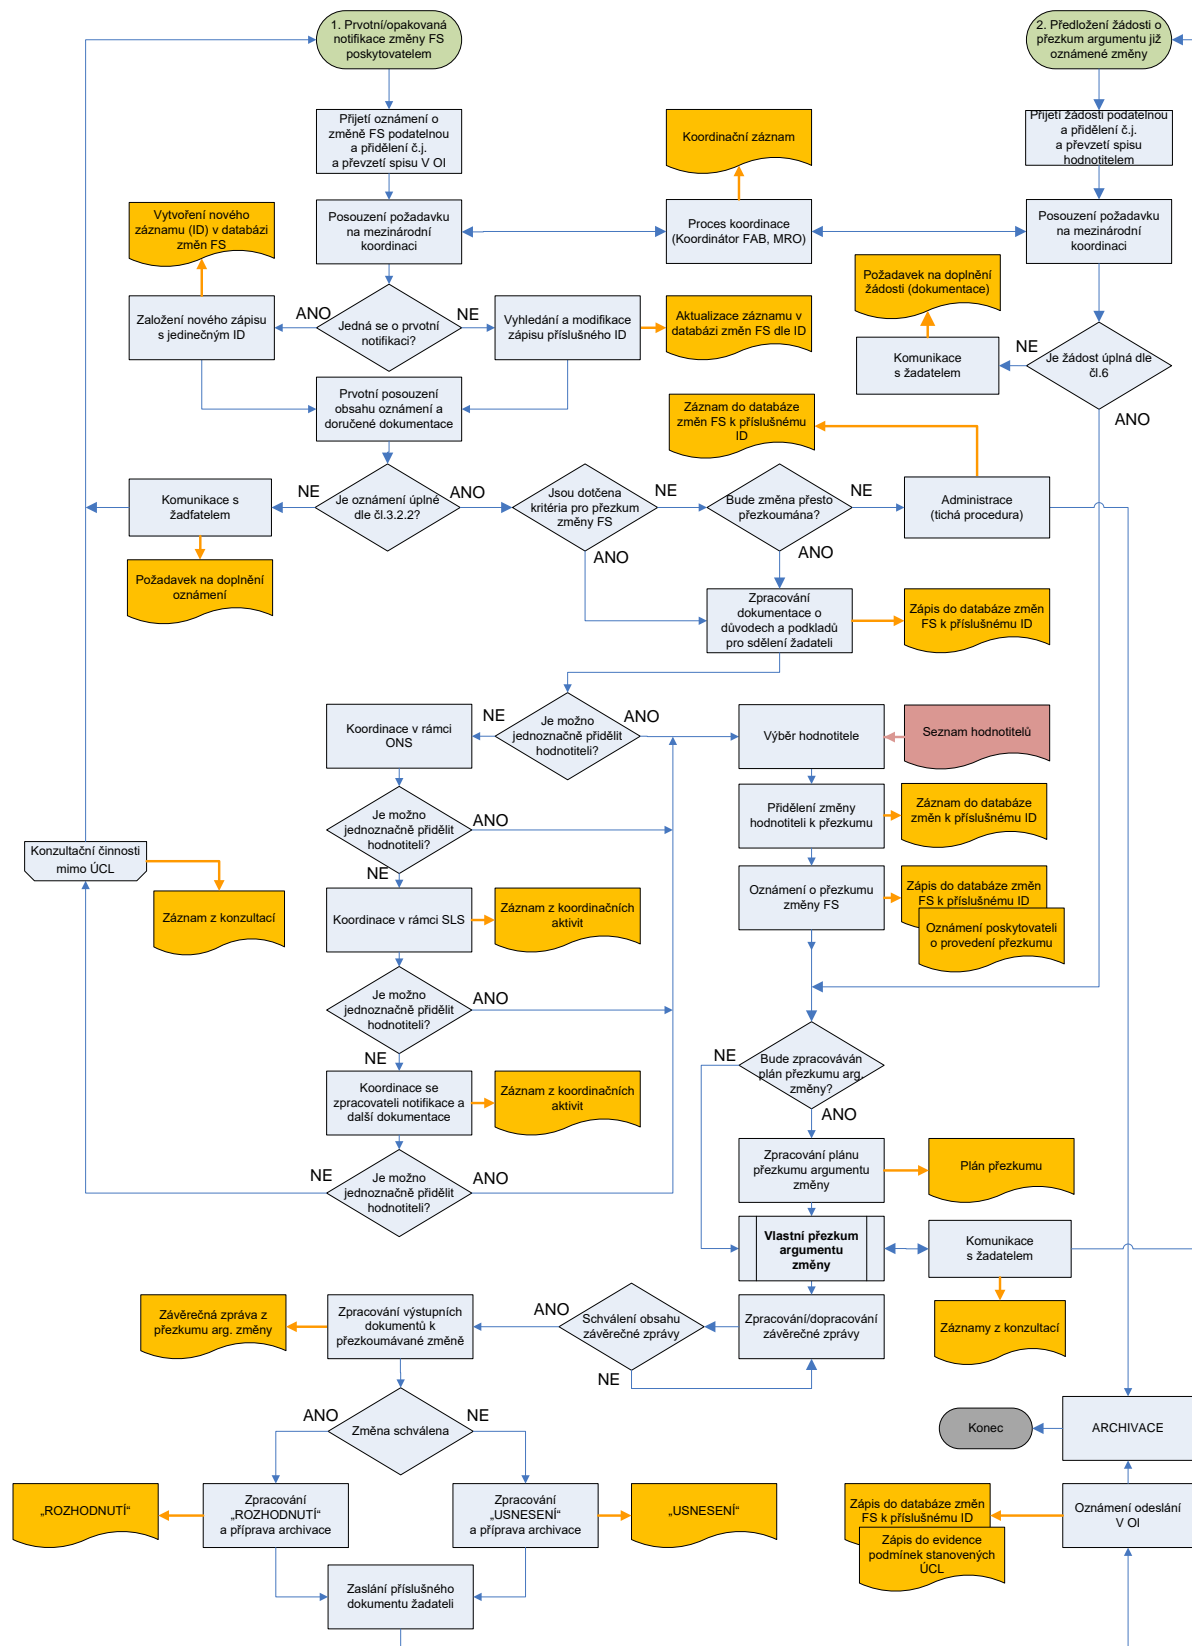 1. Prvotní/opakovaná
notifikace změny FS
poskytovatelem
2. Předložení žádosti o
přezkum argumentu již
oznámené změny
Přijetí oznámení o
změně FS podatelnou
a přidělení č.j.
a převzetí spisu V OI
Koordinační záznam
Přijetí žádosti podatelnou
a přidělení č.j.
a převzetí spisu
hodnotitelem
Vytvoření nového
záznamu (ID) v databázi
změn FS
Posouzení požadavku
na mezinárodní
koordinaci
Proces koordinace
(Koordinátor FAB, MRO)
Posouzení požadavku
na mezinárodní
koordinaci
Požadavek na doplnění
žádosti (dokumentace)
Založení nového zápisu
s jedinečným ID
ANO
Jedná se o prvotní
notifikaci?
NE
Vyhledání a modifikace
zápisu příslušného ID
Aktualizace záznamu v
databázi změn FS dle ID
Komunikace
s žadatelem
NE
Je žádost úplná dle
čl.6
ANO
Prvotní posouzení
obsahu oznámení a
doručené dokumentace
Záznam do databáze
změn FS k příslušnému
ID
Komunikace s
žadfatelem
NE
Je oznámení úplné
dle čl.3.2.2?
ANO
Jsou dotčena
kritéria pro přezkum
změny FS
NE
ANO
Bude změna přesto
přezkoumána?
NE
ANO
Administrace
(tichá procedura)
Požadavek na doplnění
oznámení
Zpracování
dokumentace o
důvodech a podkladů
pro sdělení žadateli
Zápis do databáze změn
FS k příslušnému ID
Koordinace v rámci
ONS
NE
Je možno
jednoznačně přidělit
hodnotiteli?
ANO
Výběr hodnotitele
Seznam hodnotitelů
Je možno
jednoznačně přidělit
hodnotiteli?
ANO
NE
Přidělení změny
hodnotiteli k přezkumu
Záznam do databáze
změn k příslušnému ID
Konzultační činnosti
mimo ÚCL
Záznam z konzultací
Koordinace v rámci SLS
Záznam z koordinačních
aktivit
Oznámení o přezkumu
změny FS
Zápis do databáze změn
FS k příslušnému ID
Oznámení poskytovateli
o provedení přezkumu
Je možno
jednoznačně přidělit
hodnotiteli?
ANO
NE
Koordinace se
zpracovateli notifikace a
další dokumentace
Záznam z koordinačních
aktivit
NE
Bude zpracováván
plán přezkumu arg.
změny?
ANO
NE
Je možno
jednoznačně přidělit
hodnotiteli?
ANO
Zpracování plánu
přezkumu argumentu
změny
Plán přezkumu
Vlastní přezkum
argumentu
změny
Komunikace
s žadatelem
Záznamy z konzultací
Závěrečná zpráva z
přezkumu arg. změny
Zpracování výstupních
dokumentů k
přezkoumávané změně
ANO
Schválení obsahu
závěrečné zprávy
NE
Zpracování/dopracování
závěrečné zprávy
ANO
Změna schválena
NE
Konec
ARCHIVACE
„ROZHODNUTÍ“
Zpracování
„ROZHODNUTÍ“
a příprava archivace
Zpracování
„USNESENÍ“
a příprava archivace
„USNESENÍ“
Zápis do databáze změn
FS k příslušnému ID
Zápis do evidence
podmínek stanovených
ÚCL
Oznámení odeslání
V OI
Zaslání příslušného
dokumentu žadateli